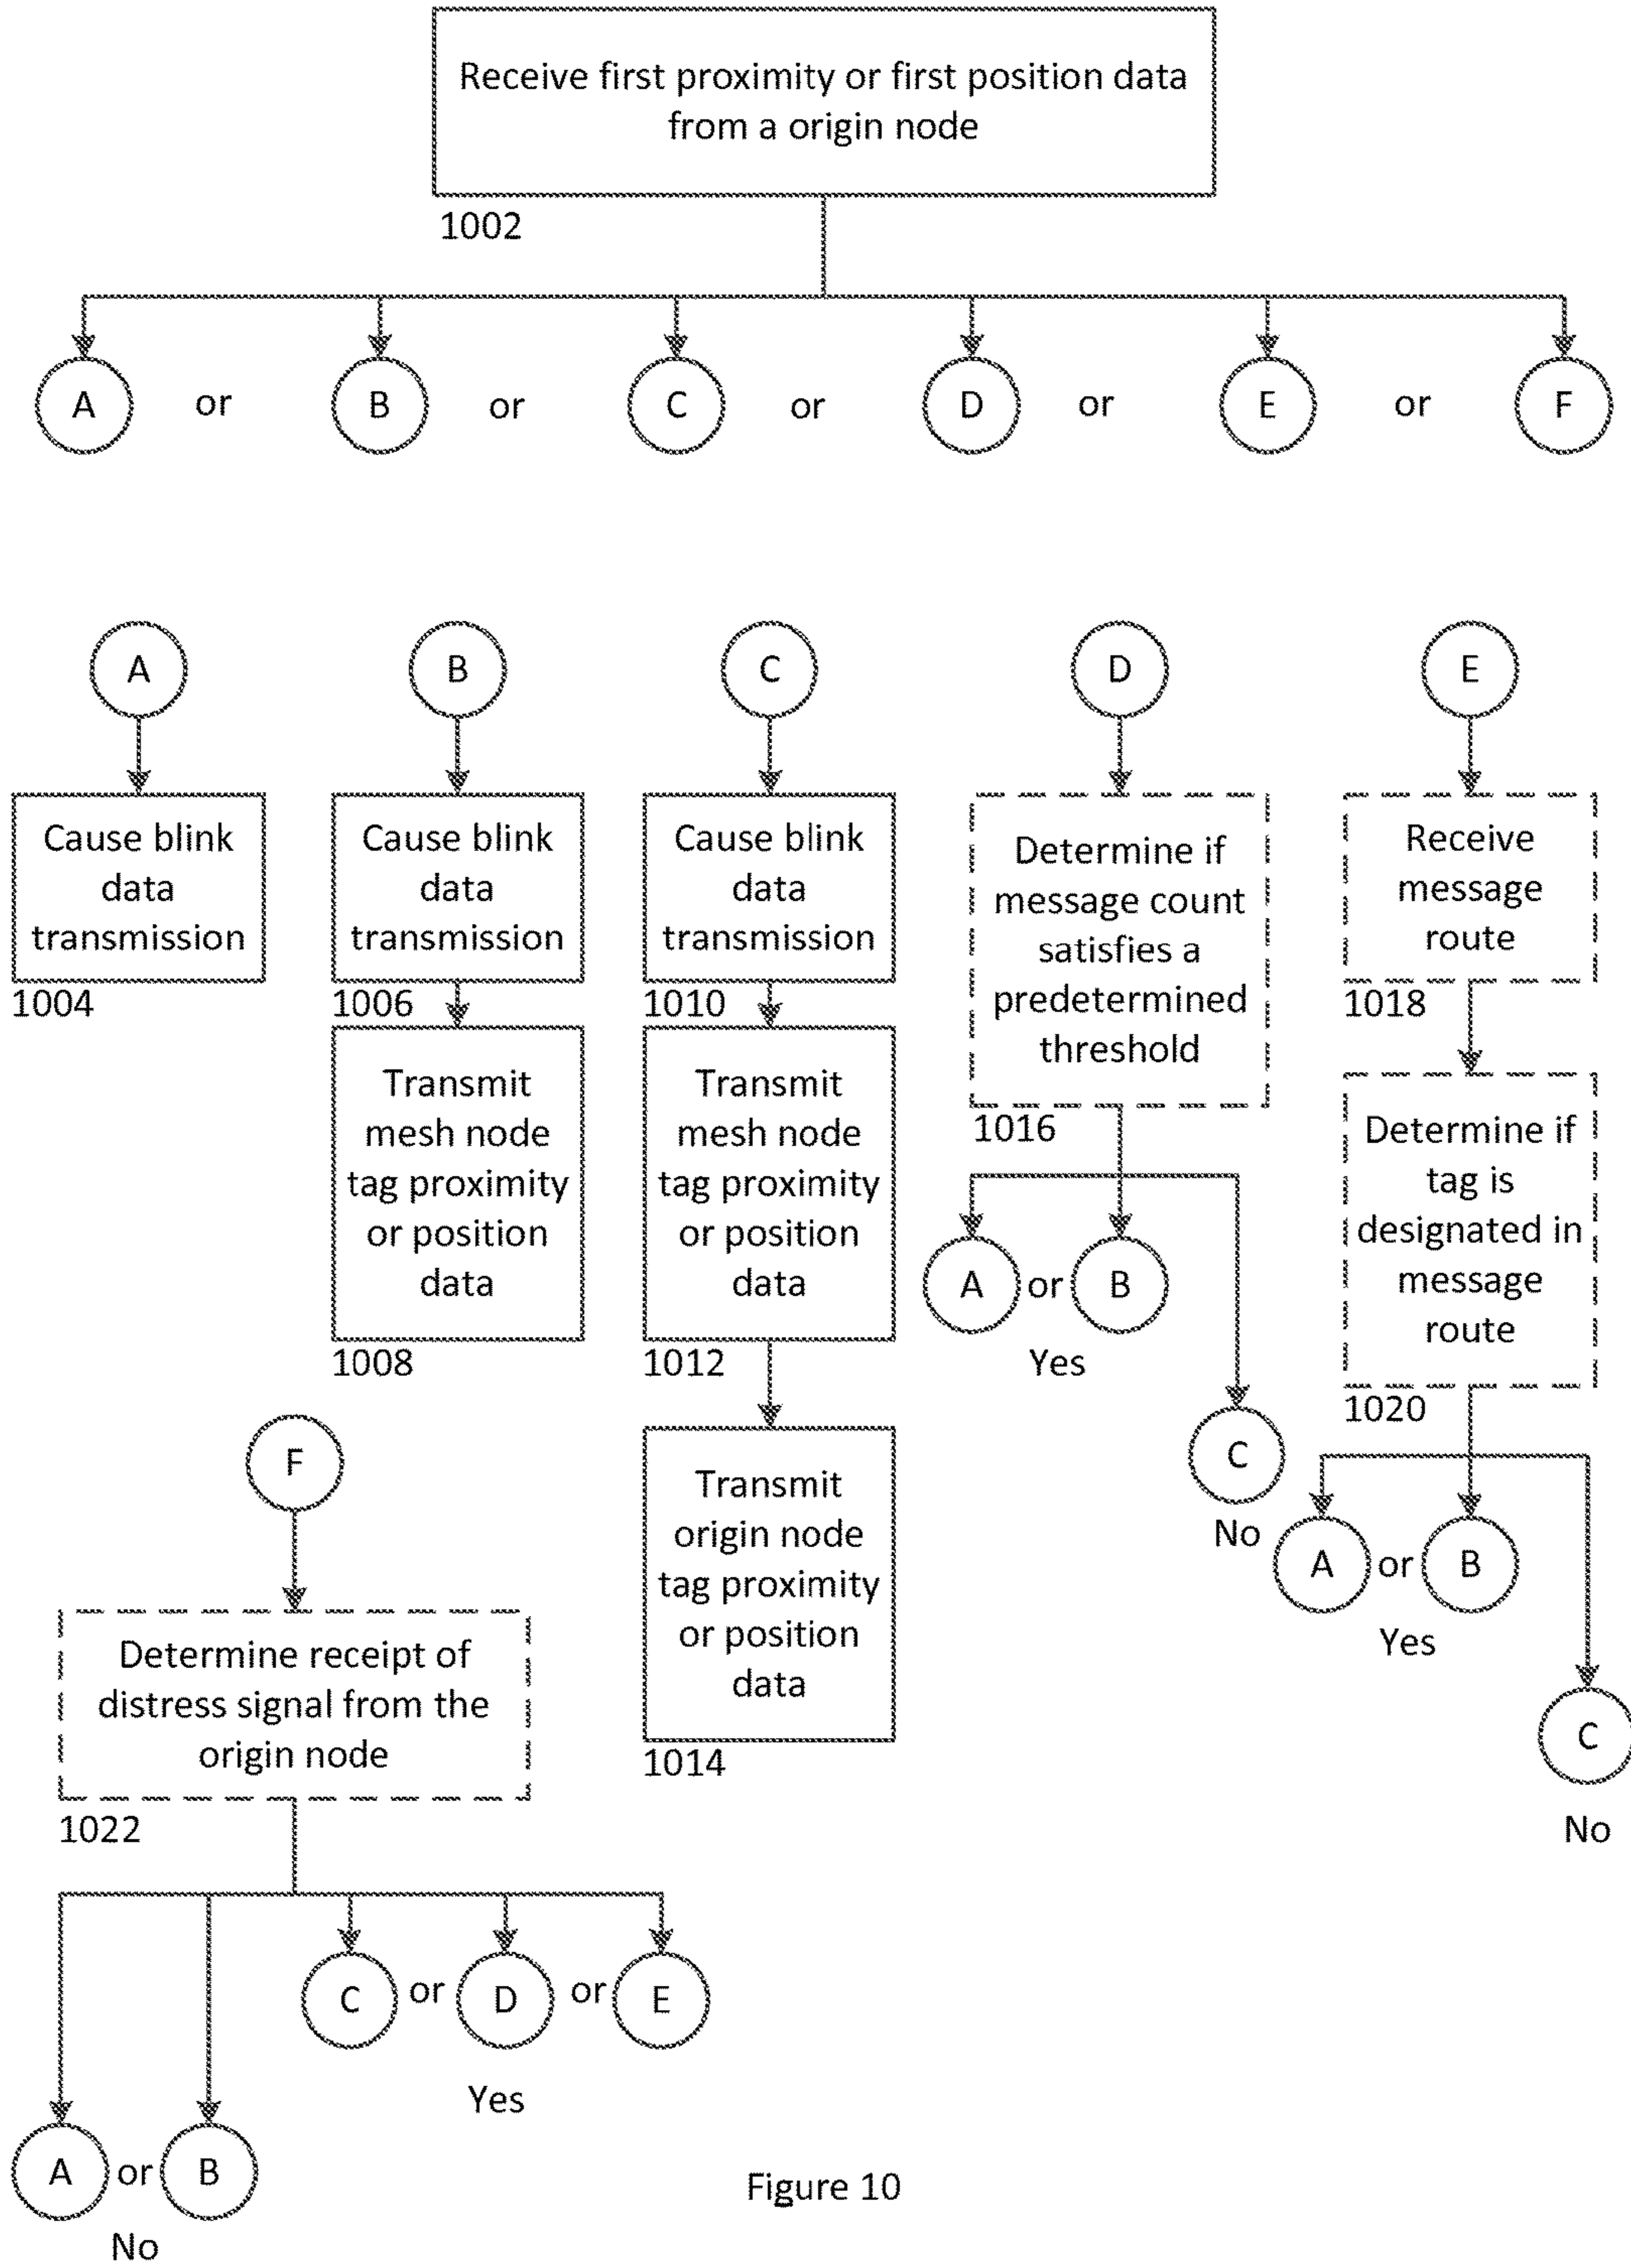 Receive first proximity or first position data
from a origin node
1002
A or B or C or D or E or F
A
B
C
D
E
Cause blink
data
transmission
1004
Cause blink
data
transmission
1006
Transmit
mesh node
tag proximity
or position
data
1008
Cause blink
data
transmission
1010
Transmit
mesh node
tag proximity
or position
data
1012
Transmit
origin node
tag proximity
or position
data
1014
Determine if
message count
satisfies a
predetermined
threshold
1016
A or B
Yes
C
No
Receive
message
route
1018
Determine if
tag is
designated in
message
route
1020
A or B
Yes
C
No
F
Determine receipt of
distress signal from the
origin node
1022
C or D or E
Yes
A or B
No
Figure 10